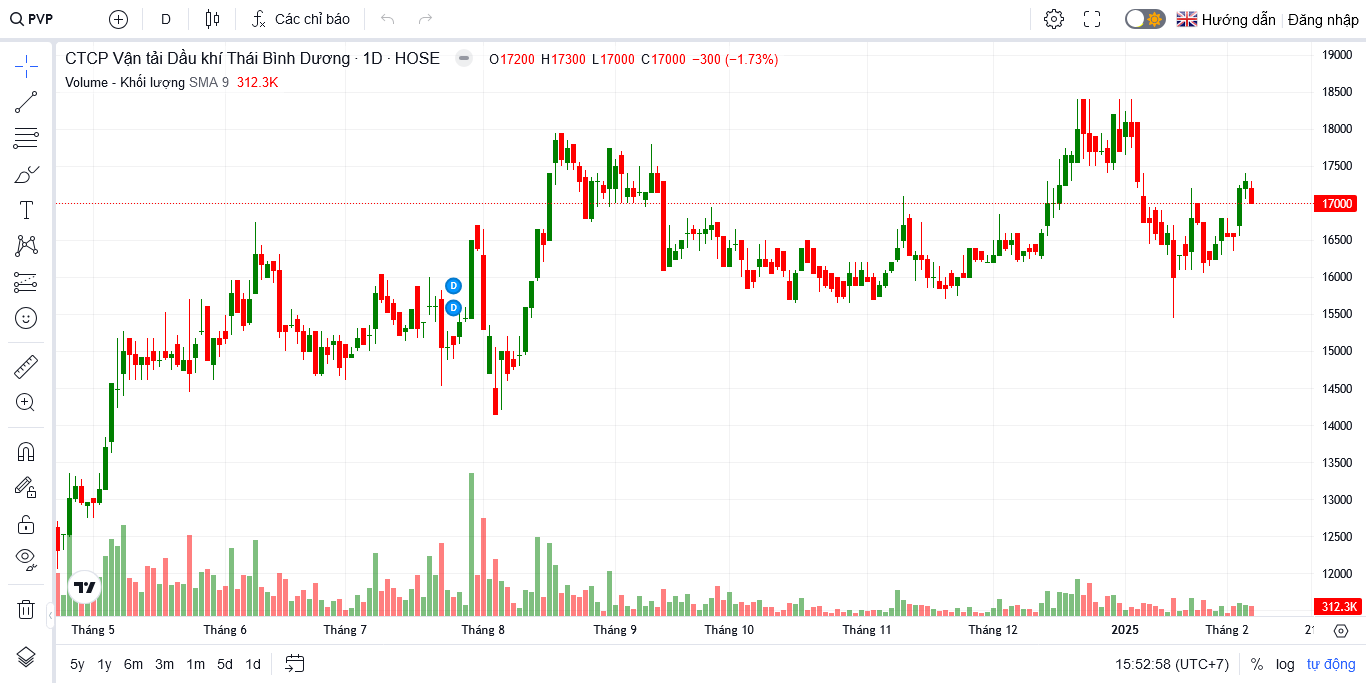 PVP D Các chỉ báo Hướng dẫn Đăng nhập
CTCP Vận tải Dầu khí Thái Bình Dương · 1D · HOSE O17200 H17300 L17000 C17000 −300 (−1.73%)
Volume - Khối lượng SMA 9 312.3K
19000
18500
18000
17500
17000
16500
16000
D
D
15500
15000
14500
14000
13500
13000
12500
12000
312.3K
Tháng 5 Tháng 6 Tháng 7 Tháng 8 Tháng 9 Tháng 10 Tháng 11 Tháng 12 2025 Tháng 2
5y 1y 6m 3m 1m 5d 1d 15:52:58 (UTC+7) % log tự động